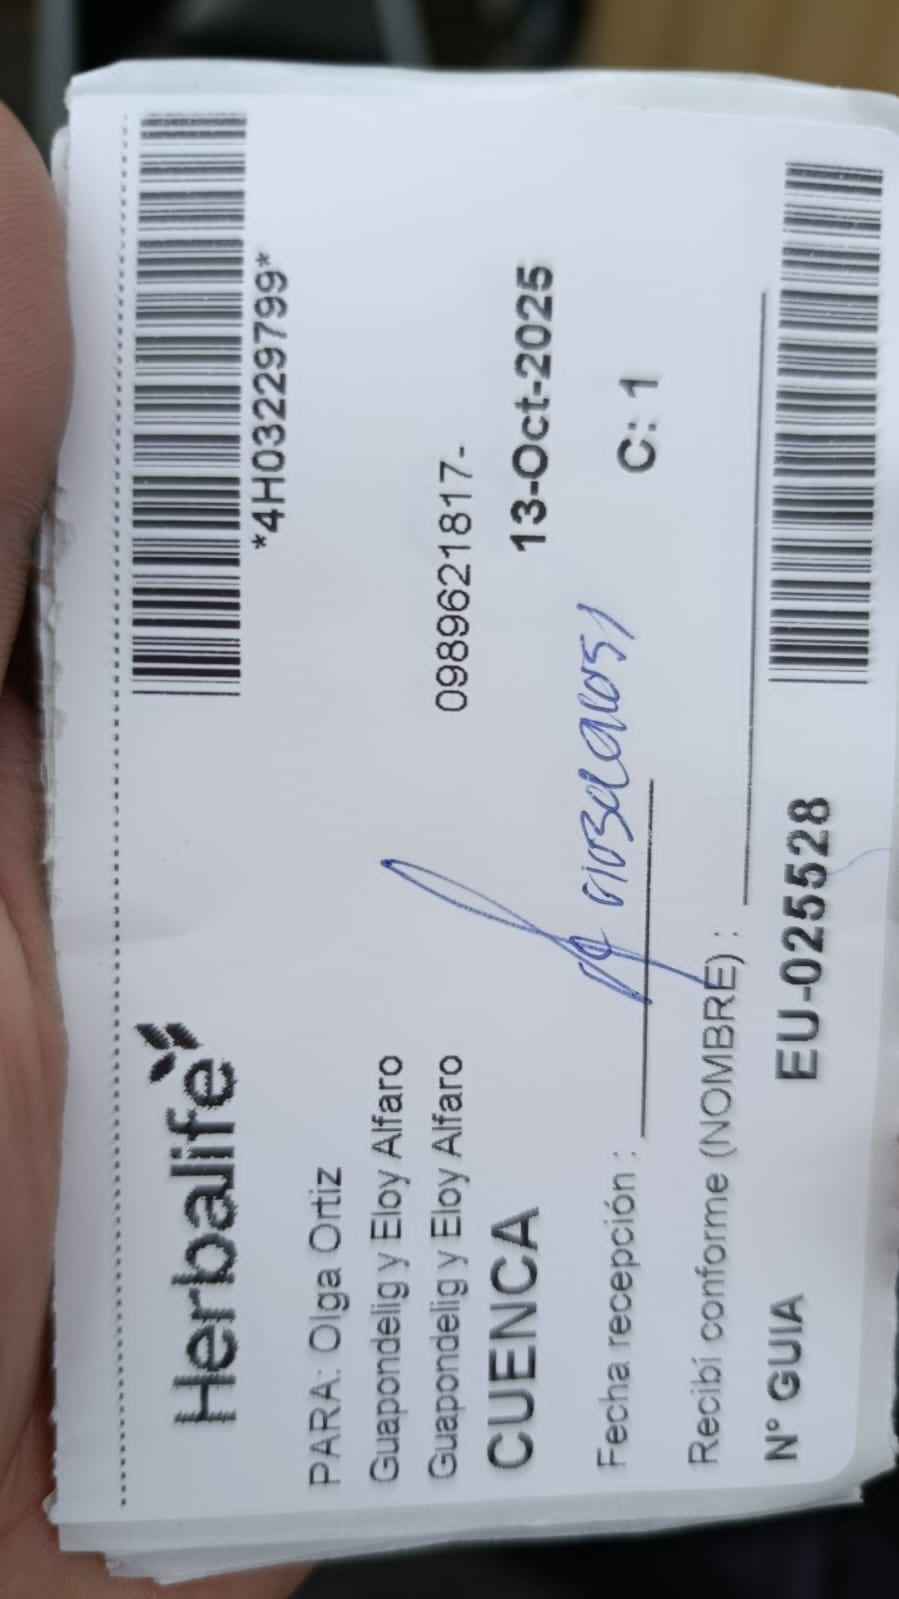 Herbalife
*4H03229799*
PARA: Olga Ortiz
Guapondelig y Eloy Alfaro
Guapondelig y Eloy Alfaro 0989621817-
CUENCA 13-Oct-2025
Fecha recepción :
C: 1
Recibí conforme (NOMBRE) :
N° GUIA EU-025528